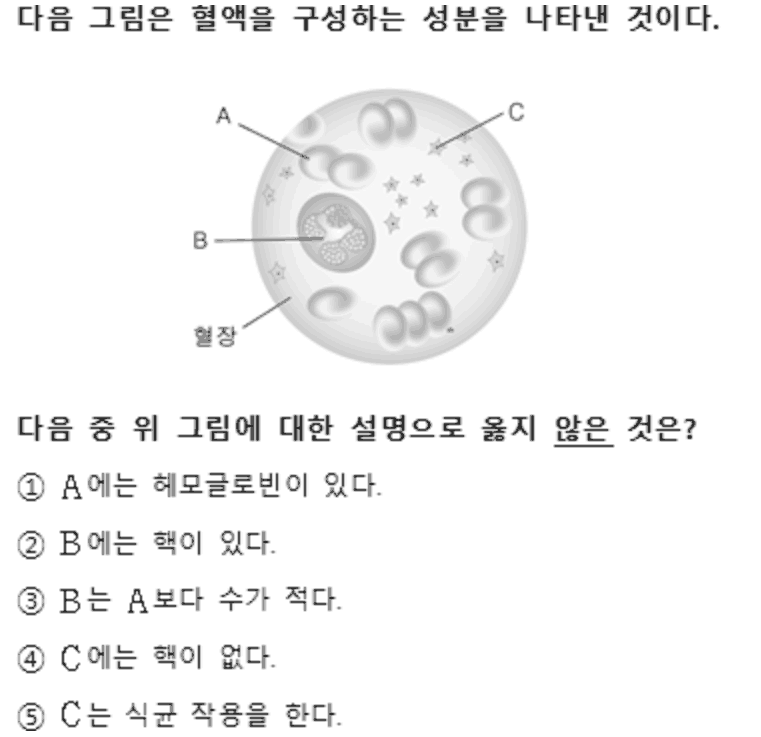 다음 그림은 혈액을 구성하는 성분을 나타낸 것이다.
A
C
B
혈장
다음 중 위 그림에 대한 설명으로 옳지 않은 것은?
① A에는 헤모글로빈이 있다.
② B에는 핵이 있다.
③ B는 A보다 수가 적다.
④ C에는 핵이 없다.
⑤ C는 식균 작용을 한다.